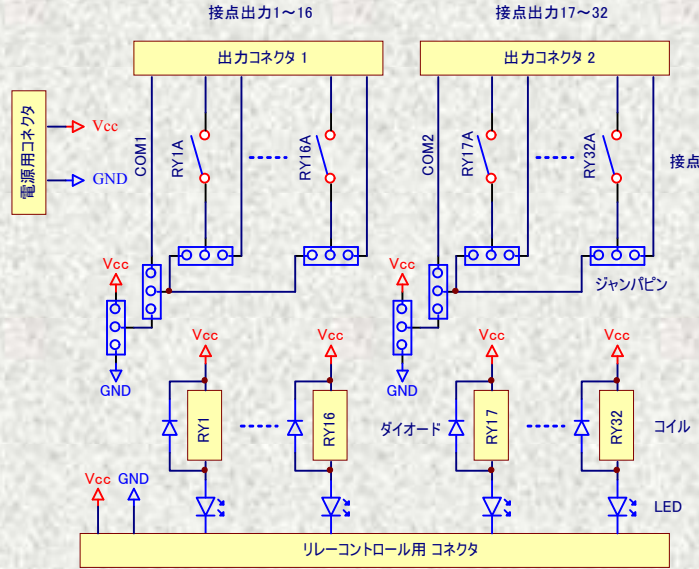 接点出力1～16
接点出力17～32
出力コネクタ 1
出力コネクタ 2
電源用コネクタ
Vcc
GND
COM1
RY1A
RY16A
COM2
RY17A
RY32A
接点
Vcc
Vcc
ジャンパピン
GND
GND
Vcc
Vcc
Vcc
Vcc
RY1
RY16
ダイオード
RY17
RY32
コイル
Vcc
GND
LED
リレーコントロール用 コネクタ